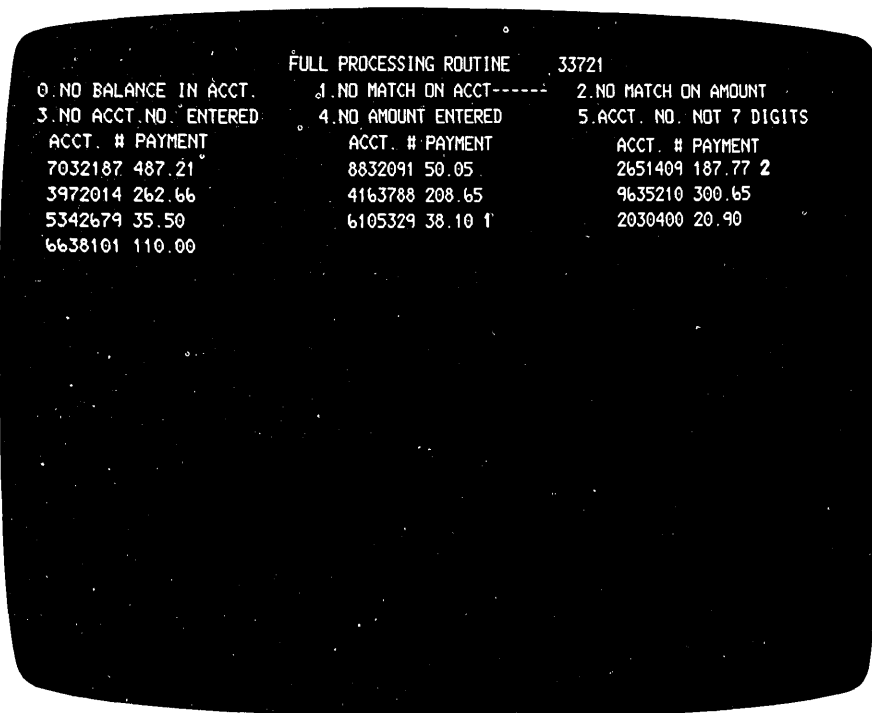 FULL PROCESSING ROUTINE 33721
0.NO BALANCE IN ACCT. 1.NO MATCH ON ACCT------ 2.NO MATCH ON AMOUNT
3.NO ACCT.NO. ENTERED 4.NO AMOUNT ENTERED 5.ACCT. NO. NOT 7 DIGITS
ACCT. # PAYMENT ACCT. # PAYMENT ACCT. # PAYMENT
7032187 487.21 8832091 50.05 2651409 187.77 2
3972014 262.66 4163788 208.65 9635210 300.65
5342679 35.50 6105329 38.10 1 2030400 20.90
6638101 110.00